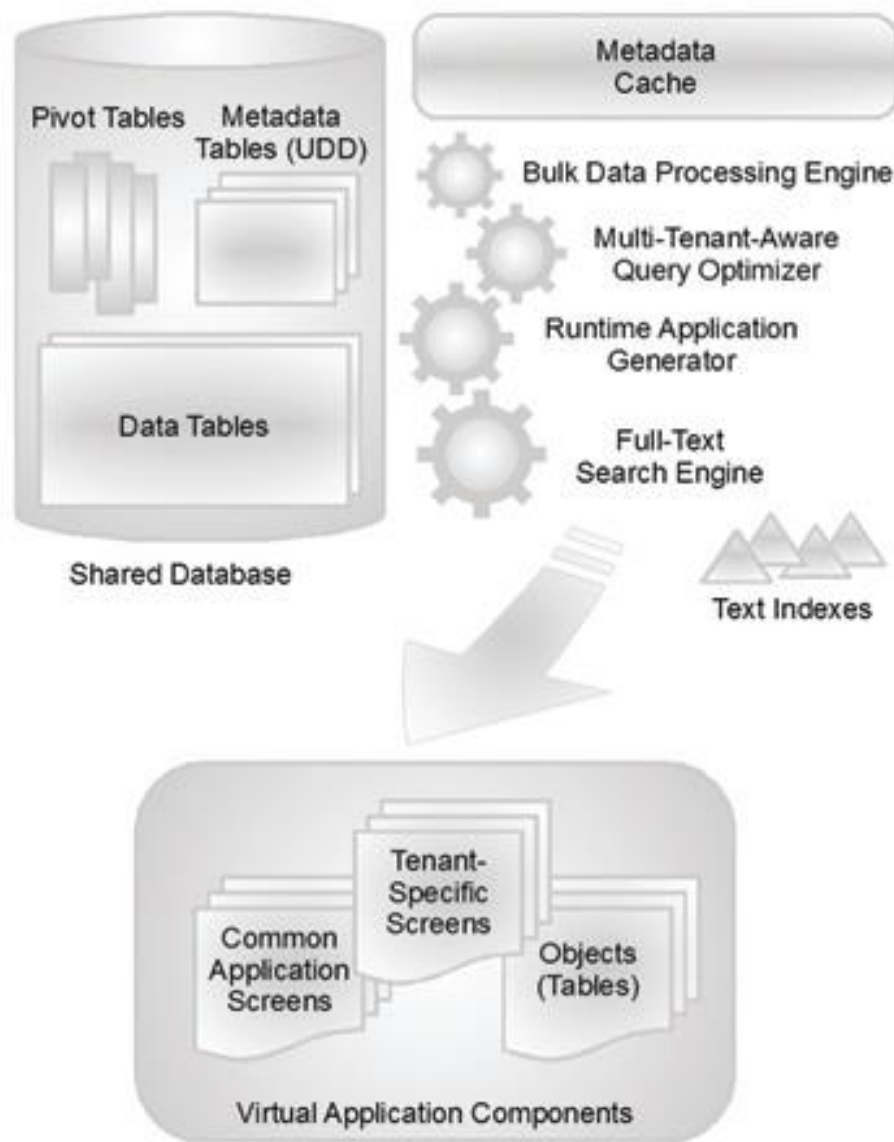 Pivot Tables
Metadata
Tables (UDD)
Data Tables
Shared Database
Metadata
Cache
Bulk Data Processing Engine
Multi-Tenant-Aware
Query Optimizer
Runtime Application
Generator
Full-Text
Search Engine
Text Indexes
Common
Application
Screens
Tenant-
Specific
Screens
Objects
(Tables)
Virtual Application Components